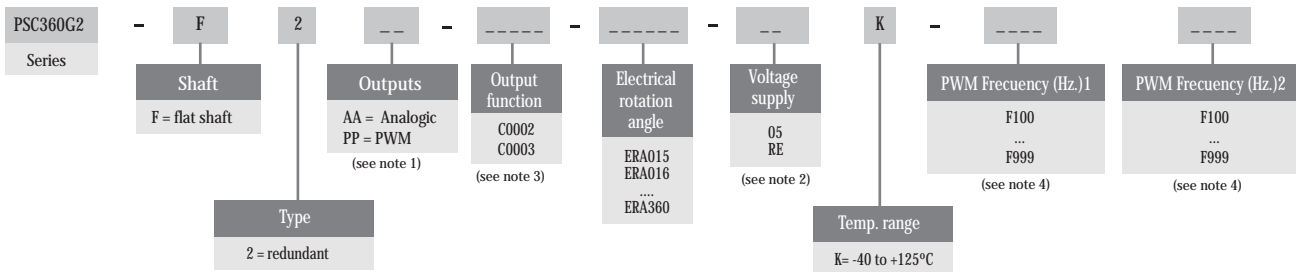 PSC360G2 - F 2 _ _ - _ _ _ _ _ - _ _ _ _ _ _ - _ _ K - _ _ _ _ _ _ _ _
Series
Shaft
F = flat shaft
Outputs
AA = Analogic
PP = PWM
(see note 1)
Output
function
C0002
C0003
(see note 3)
Electrical
rotation
angle
ERA015
ERA016
....
ERA360
Voltage
supply
05
RE
(see note 2)
PWM Frecuency (Hz.)1
F100
...
F999
(see note 4)
PWM Frecuency (Hz.)2
F100
...
F999
(see note 4)
Type
2 = redundant
Temp. range
K= -40 to +125ºC